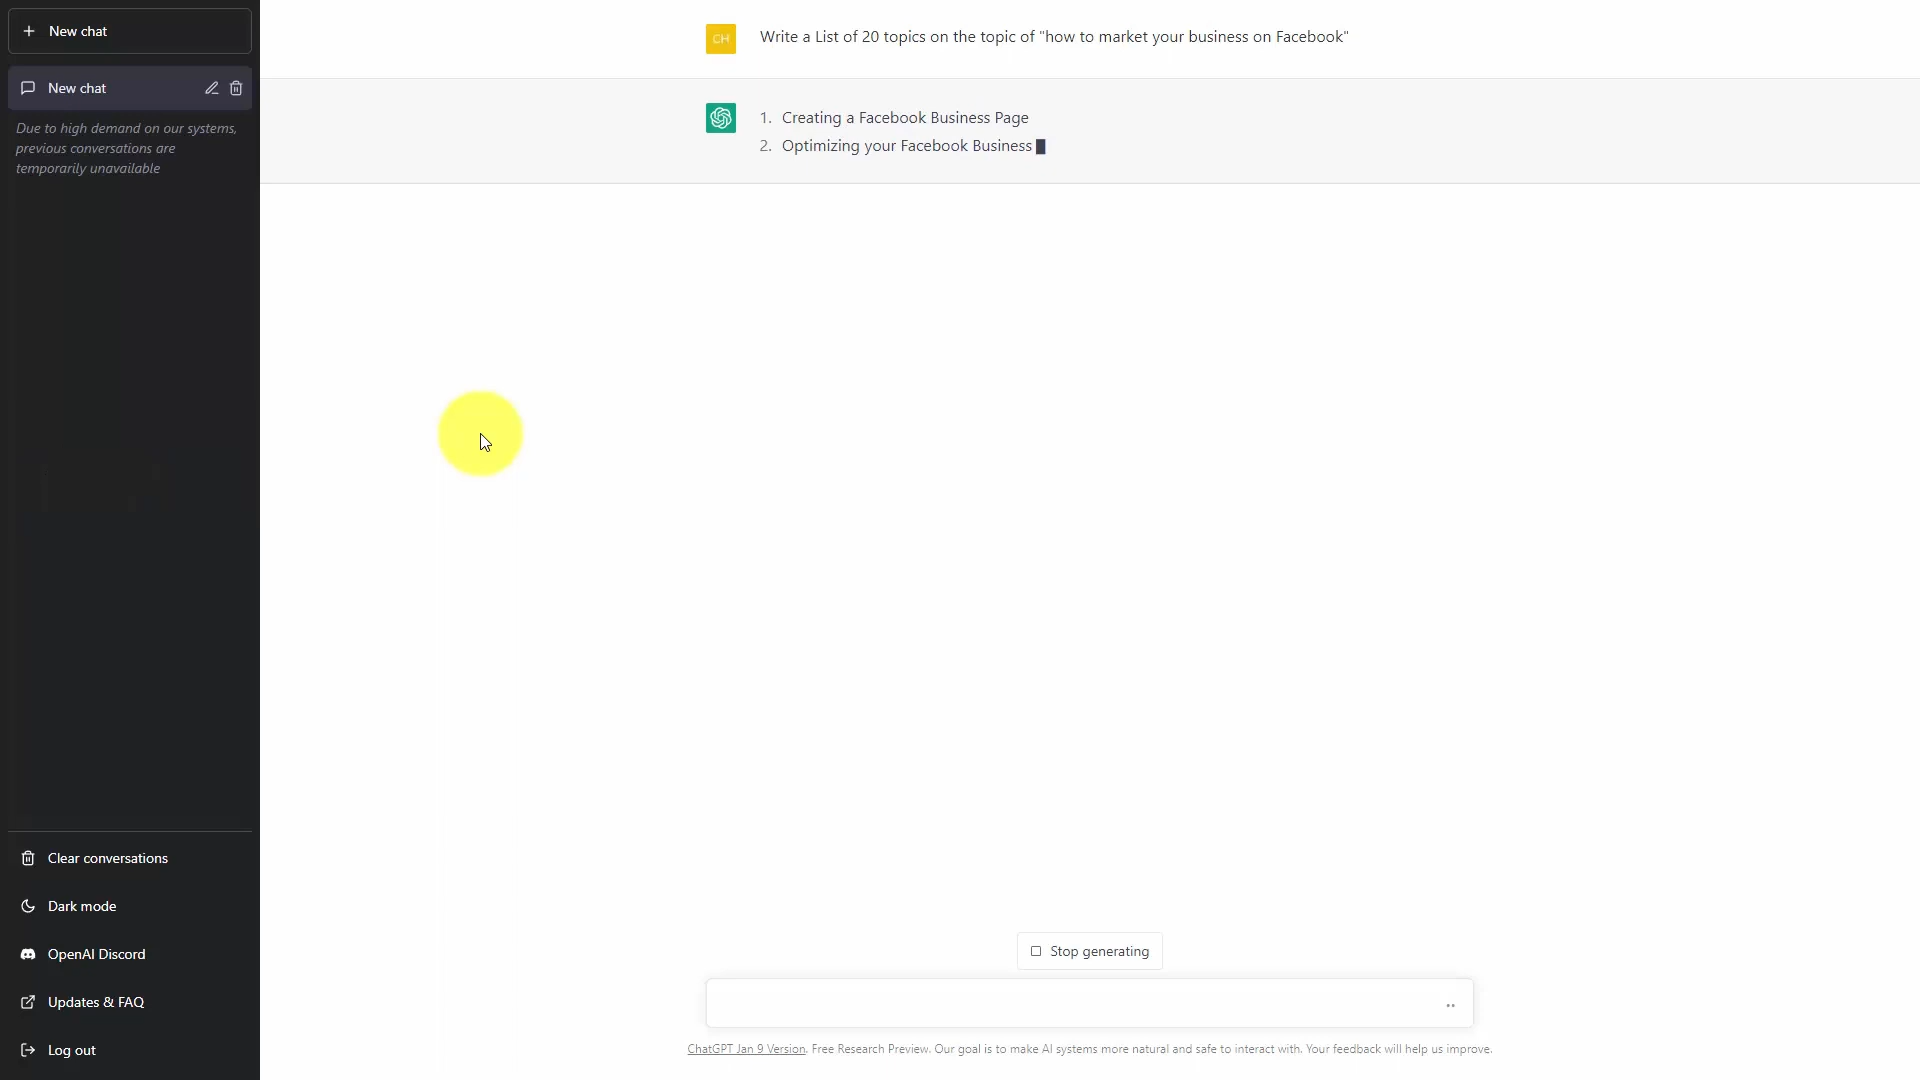 New chat
New chat
Due to high demand on our systems,
previous conversations are
temporarily unavailable
Clear conversations
Dark mode
OpenAI Discord
Updates & FAQ
Log out
CH
Write a List of 20 topics on the topic of "how to market your business on Facebook"
1. Creating a Facebook Business Page
2. Optimizing your Facebook Business
Stop generating
ChatGPT Jan 9 Version. Free Research Preview. Our goal is to make AI systems more natural and safe to interact with. Your feedback will help us improve.